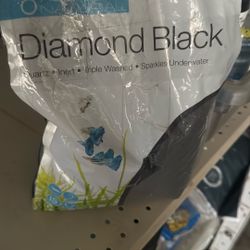 Diamond Black
Quartz • Inert • Triple Washed • Sparkles Underwater